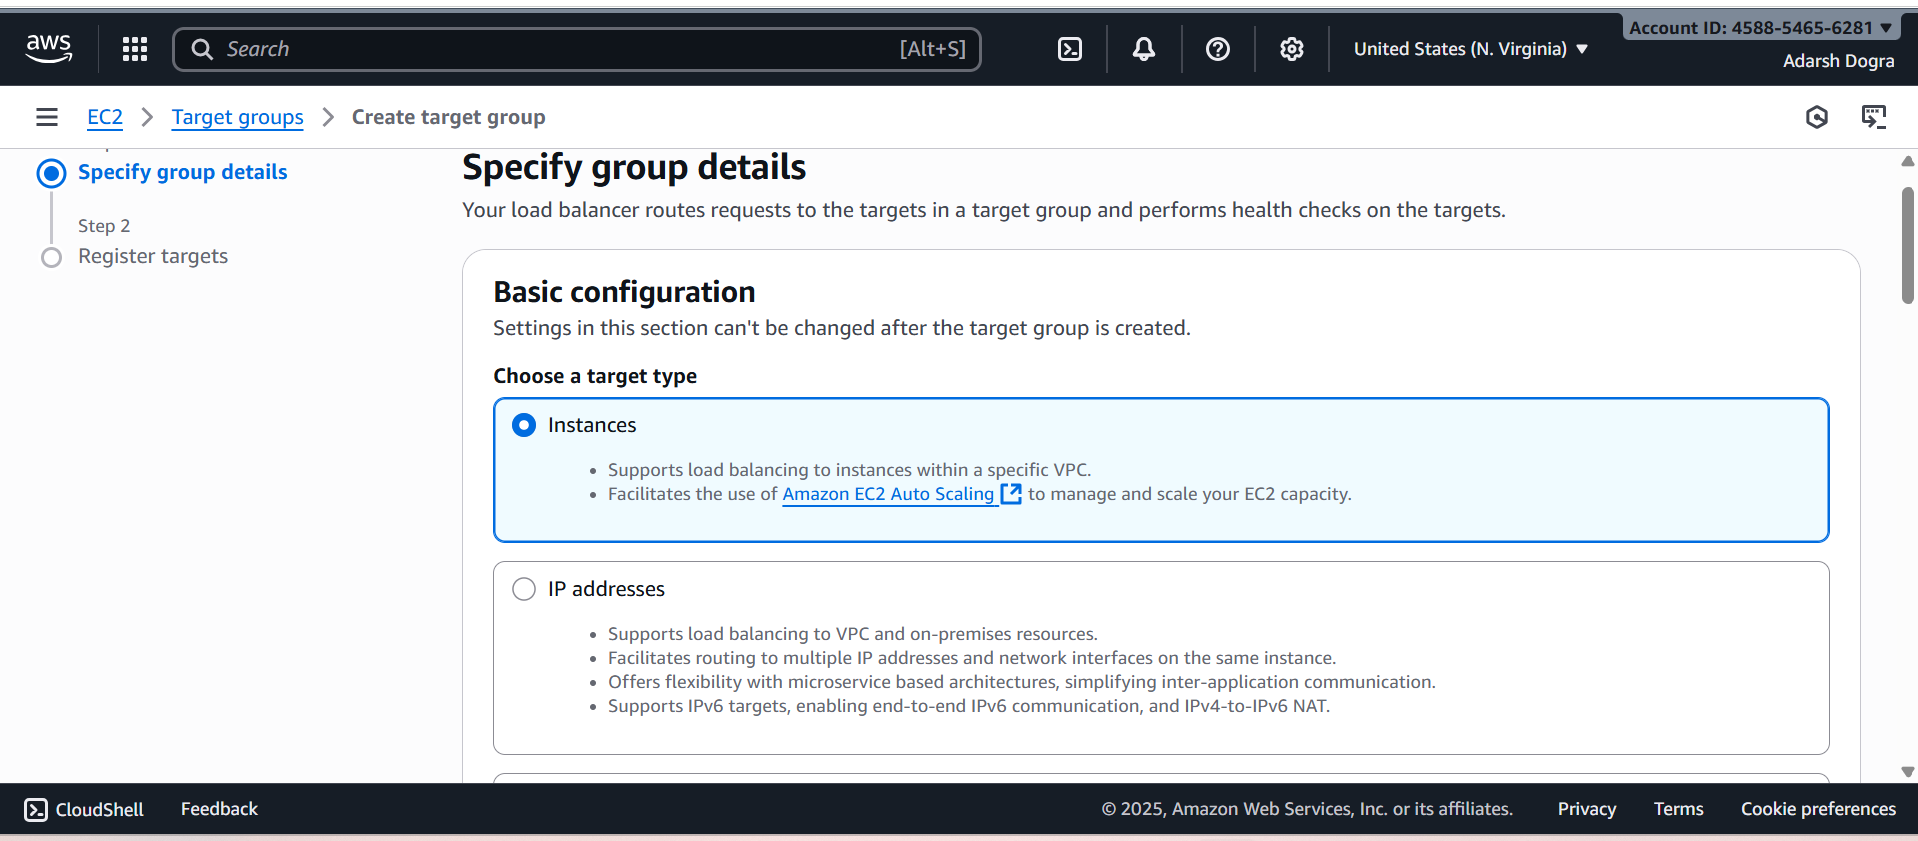 aws
Search
[Alt+S]
United States (N. Virginia)
Account ID: 4588-5465-6281
Adarsh Dogra
EC2
Target groups
Create target group
Specify group details
Step 2
Register targets
Specify group details
Your load balancer routes requests to the targets in a target group and performs health checks on the targets.
Basic configuration
Settings in this section can't be changed after the target group is created.
Choose a target type
Instances
• Supports load balancing to instances within a specific VPC.
• Facilitates the use of Amazon EC2 Auto Scaling to manage and scale your EC2 capacity.
IP addresses
• Supports load balancing to VPC and on-premises resources.
• Facilitates routing to multiple IP addresses and network interfaces on the same instance.
• Offers flexibility with microservice based architectures, simplifying inter-application communication.
• Supports IPv6 targets, enabling end-to-end IPv6 communication, and IPv4-to-IPv6 NAT.
CloudShell
Feedback
© 2025, Amazon Web Services, Inc. or its affiliates.
Privacy
Terms
Cookie preferences